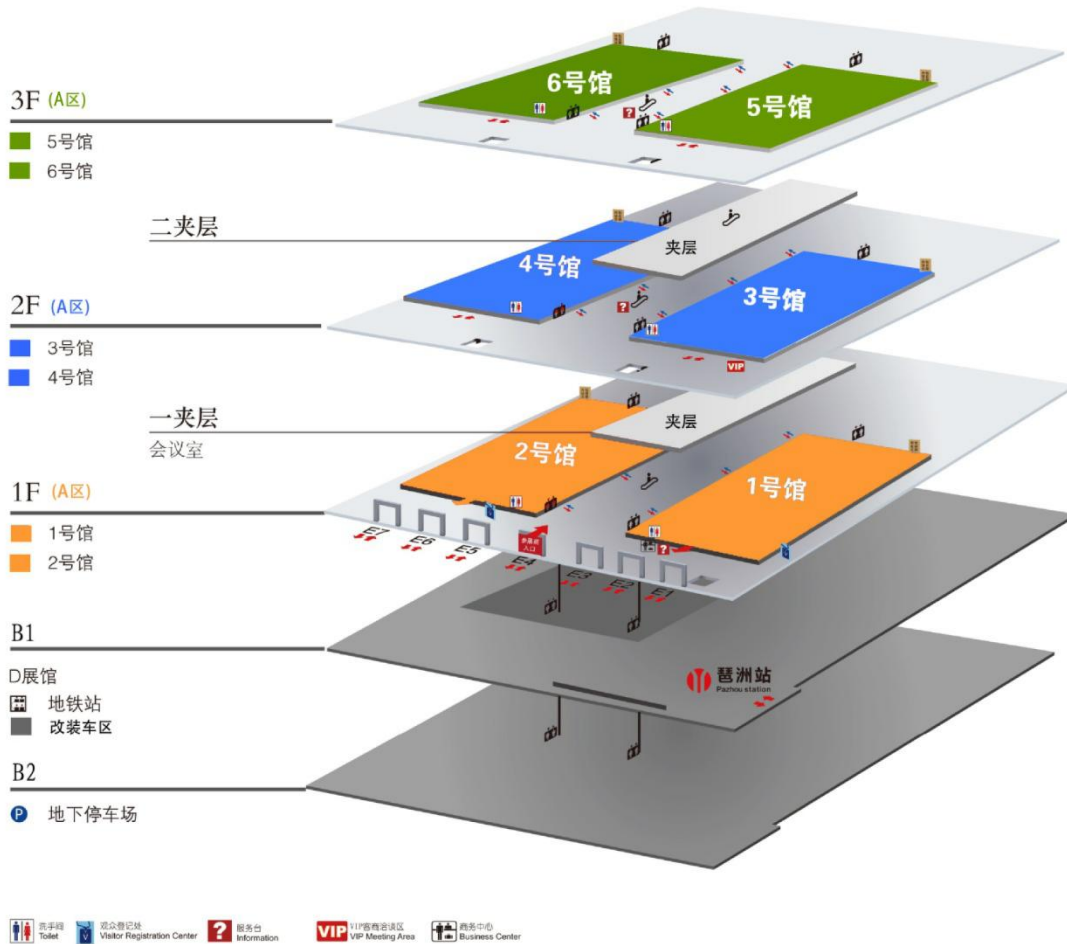 3F (A区)
5号馆
6号馆
6号馆
5号馆
二夹层
夹层
2F (A区)
3号馆
4号馆
4号馆
3号馆
VIP
一夹层
会议室
夹层
1F (A区)
1号馆
2号馆
2号馆
1号馆
E7
E6
E5
E4
E3
E2
E1
入口
B1
D展馆
地铁站
改装车区
琶洲站
Pazhou station
B2
P 地下停车场
洗手间
Toilet
观众登记处
Visitor Registration Center
? 服务台
Information
VIP VIP客商洽谈区
VIP Meeting Area
商务中心
Business Center